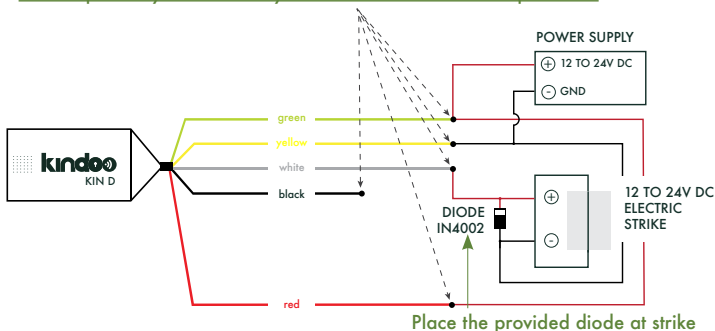 POWER SUPPLY
12 TO 24V DC
GND
green
yellow
white
black
kindoo
KIN D
DIODE
IN4002
12 TO 24V DC
ELECTRIC
STRIKE
red
Place the provided diode at strike